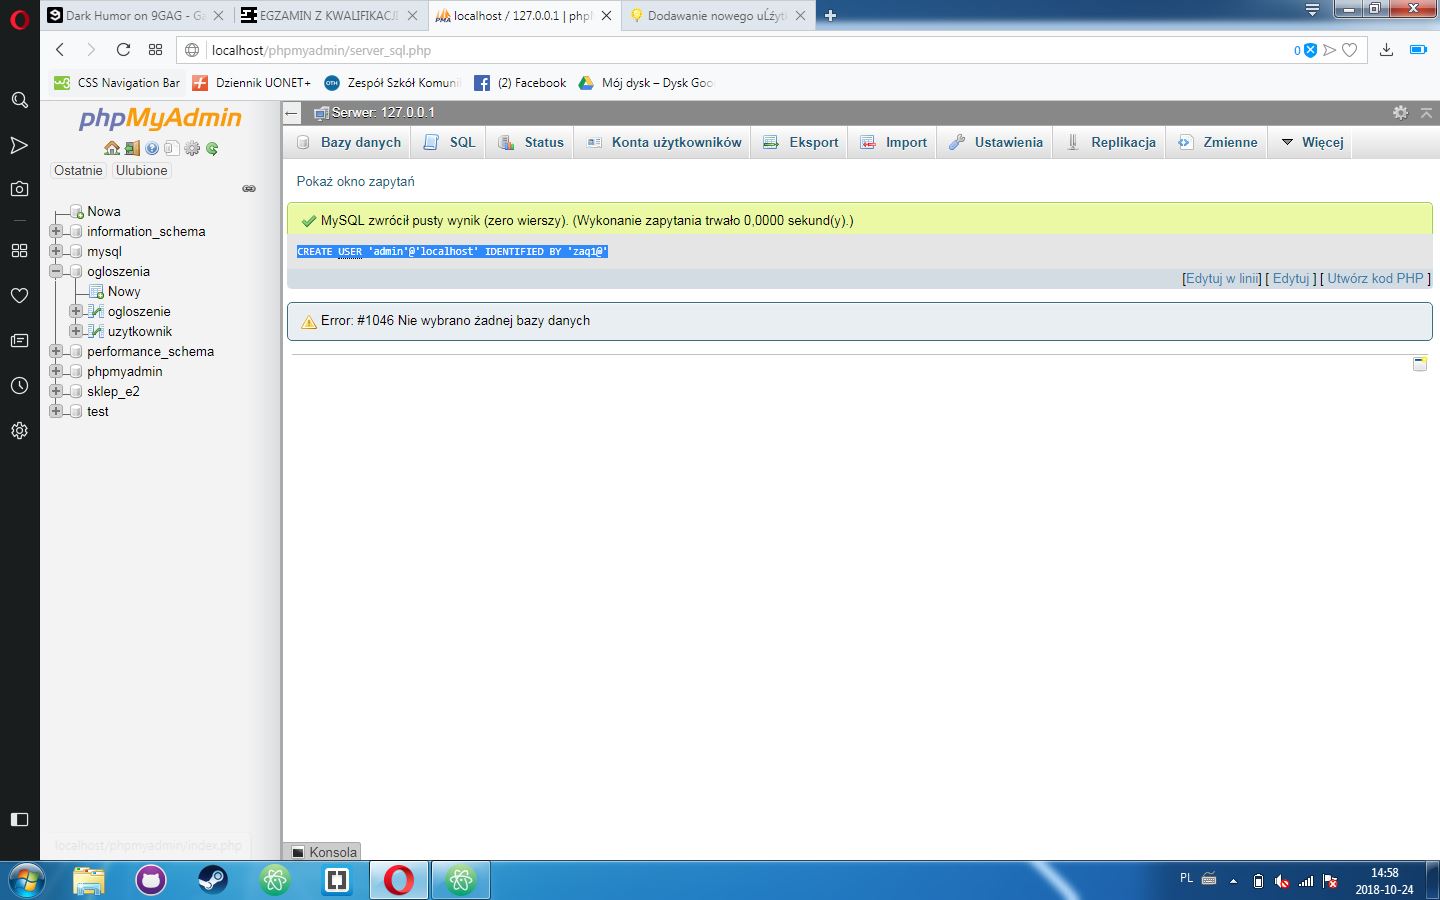 Dark Humor on 9GAG - Ga
EGZAMIN Z KWALIFIKACJI
localhost / 127.0.0.1 | phpM
Dodawanie nowego uĹźytk
localhost/phpmyadmin/server_sql.php
0
CSS Navigation Bar
Dziennik UONET+
Zespół Szkół Komuni
(2) Facebook
Mój dysk – Dysk Goo
phpMyAdmin
Ostatnie
Ulubione
Nowa
information_schema
mysql
ogloszenia
Nowy
ogloszenie
uzytkownik
performance_schema
phpmyadmin
sklep_e2
test
Serwer: 127.0.0.1
Bazy danych
SQL
Status
Konta użytkowników
Eksport
Import
Ustawienia
Replikacja
Zmienne
Więcej
Pokaż okno zapytań
MySQL zwrócił pusty wynik (zero wierszy). (Wykonanie zapytania trwało 0,0000 sekund(y).)
CREATE USER 'admin'@'localhost' IDENTIFIED BY 'zaq1@'
[Edytuj w linii] [ Edytuj ] [ Utwórz kod PHP ]
Error: #1046 Nie wybrano żadnej bazy danych
localhost/phpmyadmin/index.php
Konsola
PL
14:58
2018-10-24